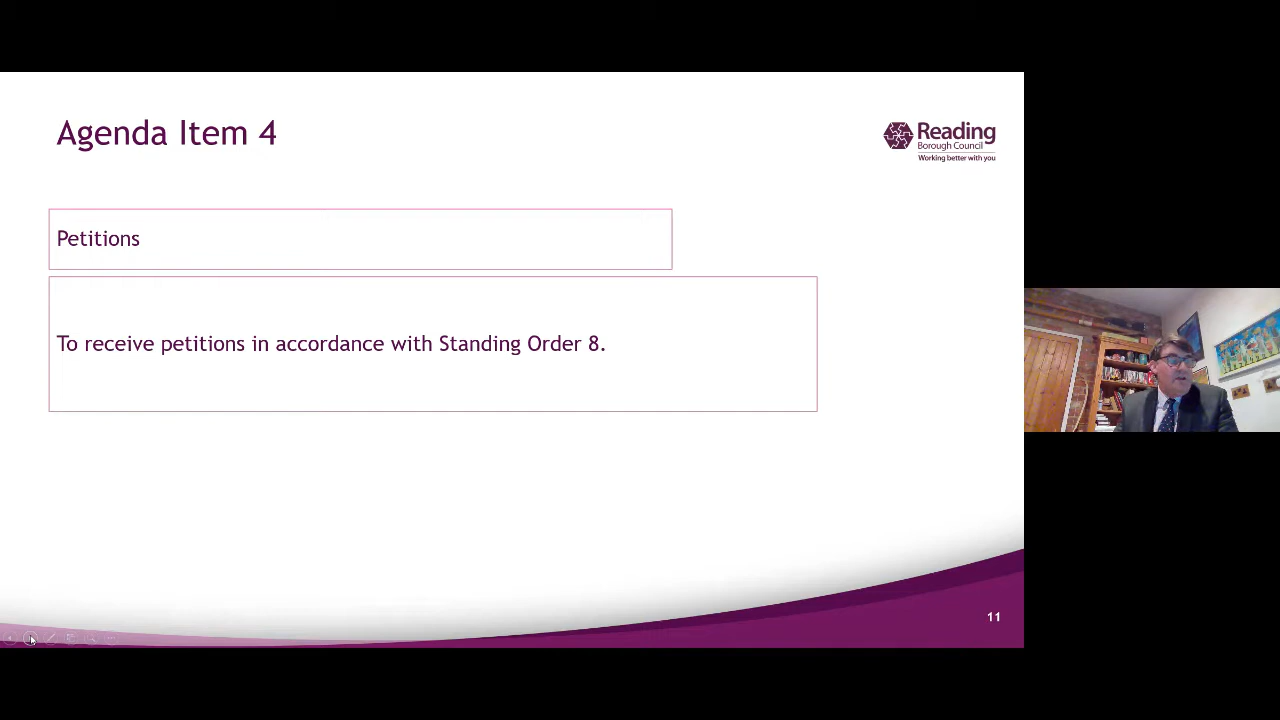 Agenda Item 4
Reading
Borough Council
Working better with you
Petitions
To receive petitions in accordance with Standing Order 8.
11